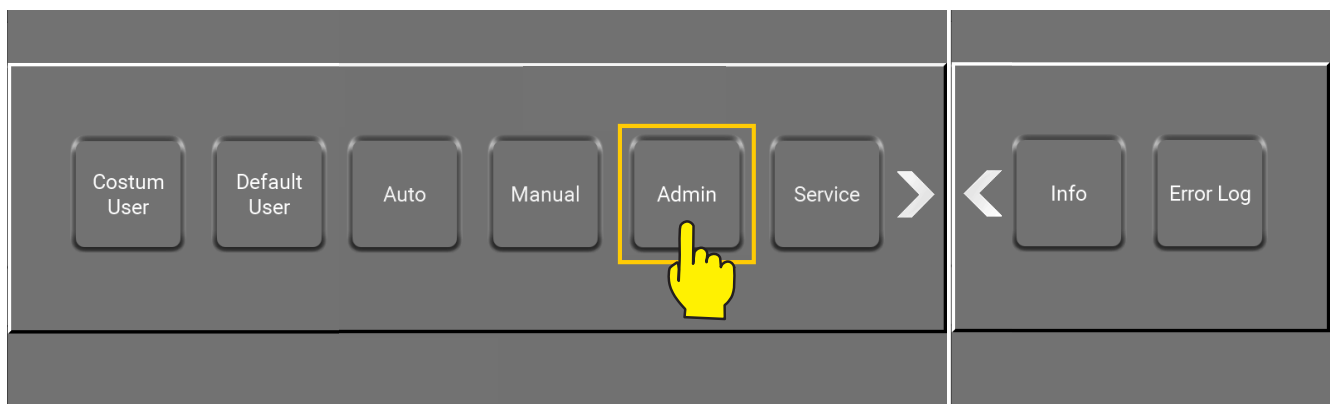 Costum
User
Default
User
Auto
Manual
Admin
Service
Info
Error Log